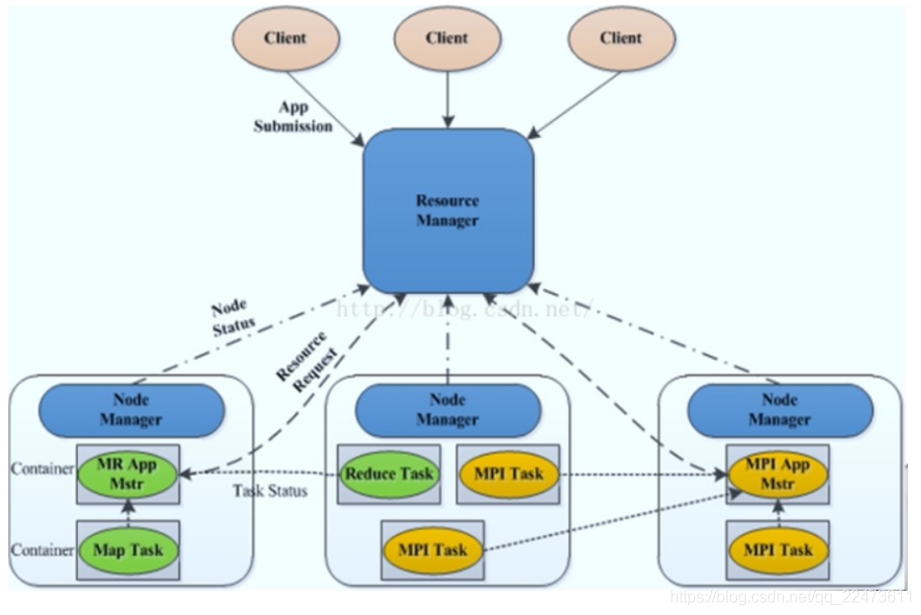 Client
Client
Client
App
Submission
Resource
Manager
http://blog.csdn.net/
Node
Status
Resource
Request
Node
Manager
Node
Manager
Node
Manager
Container
MR App
Mstr
Task Status
Reduce Task
MPI Task
MPI App
Mstr
Container
Map Task
MPI Task
MPI Task
https://blog.csdn.net/qq_22473611